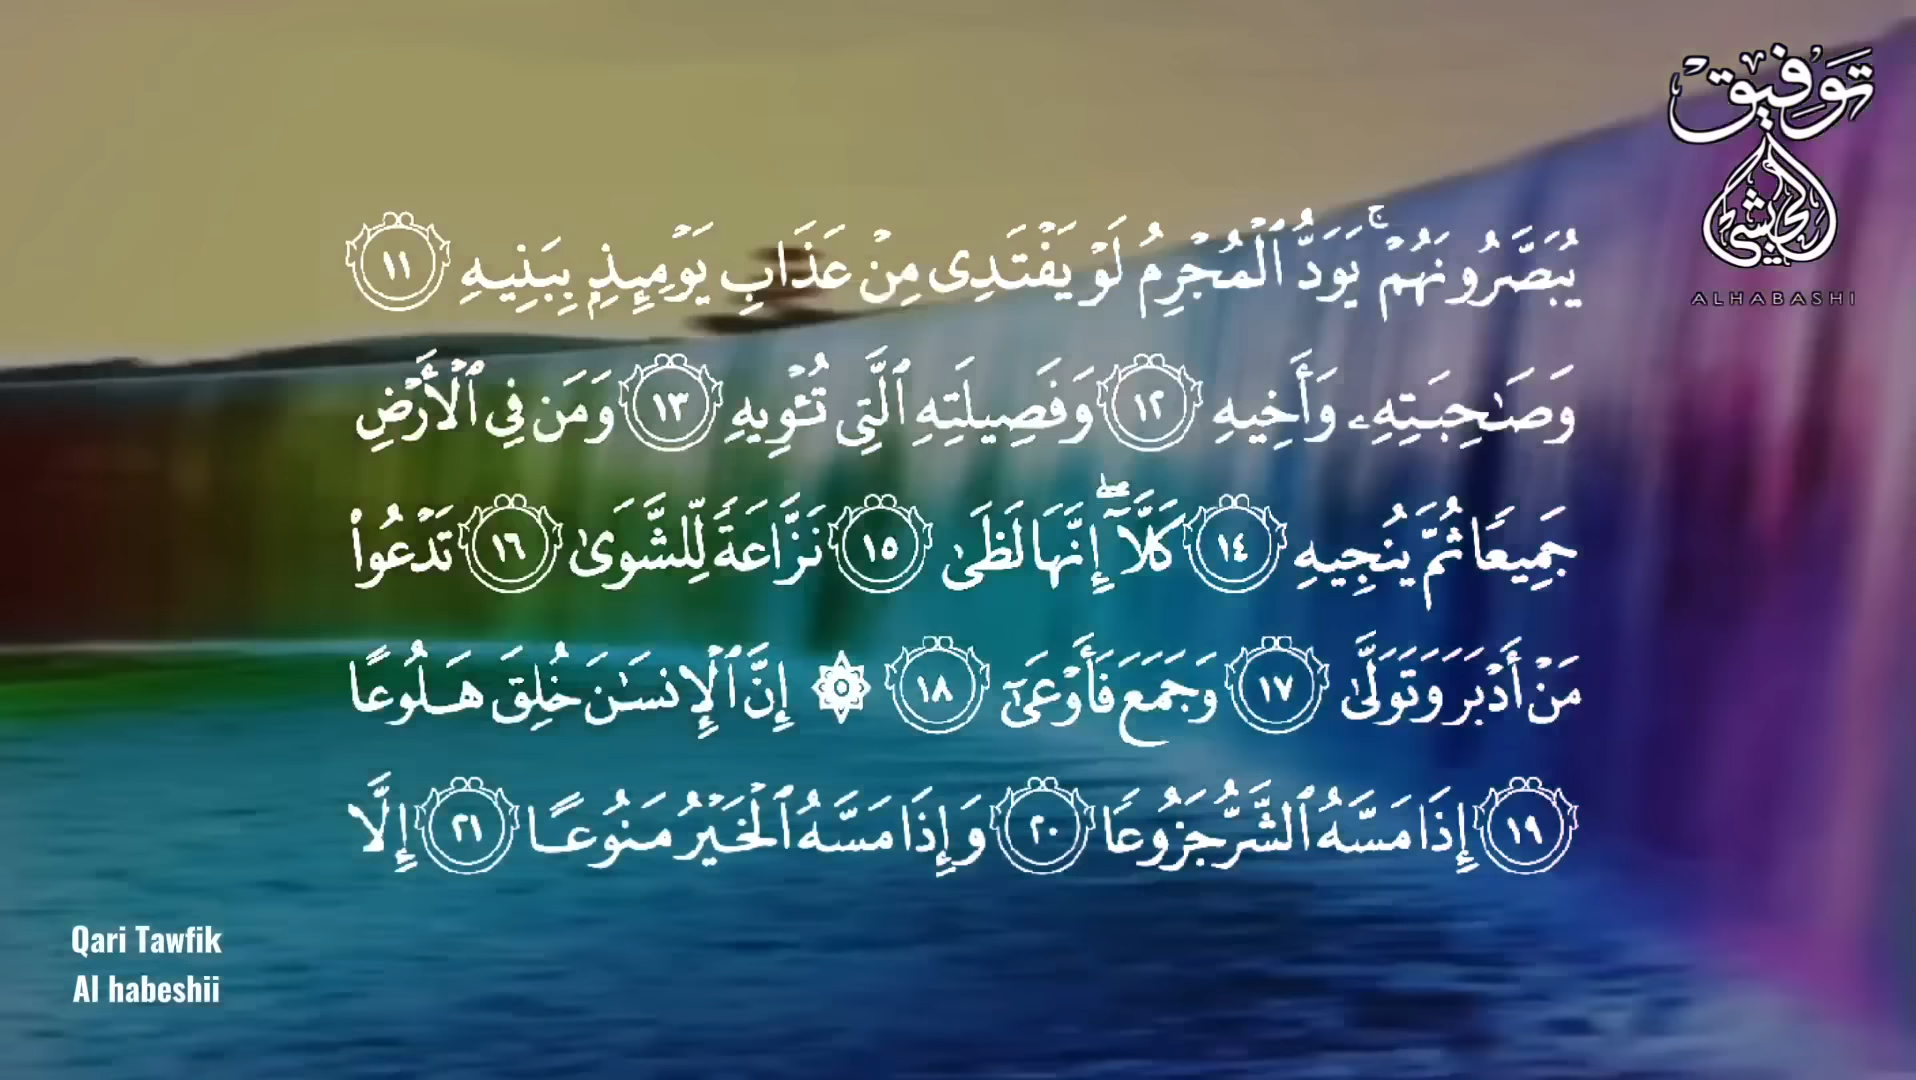 توفيق
الحبشي
ALHABASHI
يُبَصَّرُونَهُمْ ۚ يَوَدُّ ٱلْمُجْرِمُ لَوْ يَفْتَدِى مِنْ عَذَابِ يَوْمِئِذٍۭ بِبَنِيهِ ١١
وَصَـٰحِبَتِهِۦ وَأَخِيهِ ١٢ وَفَصِيلَتِهِ ٱلَّتِى تُـْٔوِيهِ ١٣ وَمَن فِى ٱلْأَرْضِ
جَمِيعًا ثُمَّ يُنجِيهِ ١٤ كَلَّآ ۖ إِنَّهَا لَظَىٰ ١٥ نَزَّاعَةً لِّلشَّوَىٰ ١٦ تَدْعُوا۟
مَنْ أَدْبَرَ وَتَوَلَّىٰ ١٧ وَجَمَعَ فَأَوْعَىٰٓ ١٨ ۞ إِنَّ ٱلْإِنسَـٰنَ خُلِقَ هَلُوعًا
١٩ إِذَا مَسَّهُ ٱلشَّرُّ جَزُوعًا ٢٠ وَإِذَا مَسَّهُ ٱلْخَيْرُ مَنُوعًا ٢١ إِلَّا
Qari Tawfik
Al habeshii